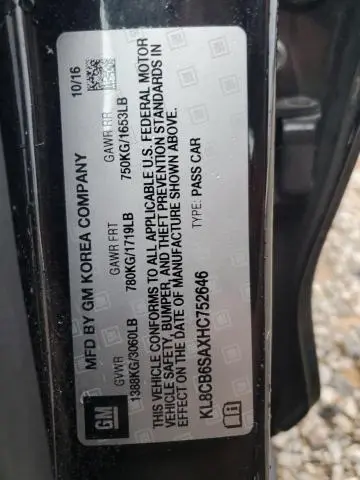 MFD BY GM KOREA COMPANY 10/16
GVWR GAWR FRT GAWR RR
1388KG/3060LB 780KG/1719LB 750KG/1653LB
THIS VEHICLE CONFORMS TO ALL APPLICABLE U.S. FEDERAL MOTOR
VEHICLE SAFETY, BUMPER, AND THEFT PREVENTION STANDARDS IN
EFFECT ON THE DATE OF MANUFACTURE SHOWN ABOVE.
KL8CB6SAXHC752646 TYPE: PASS CAR
GM